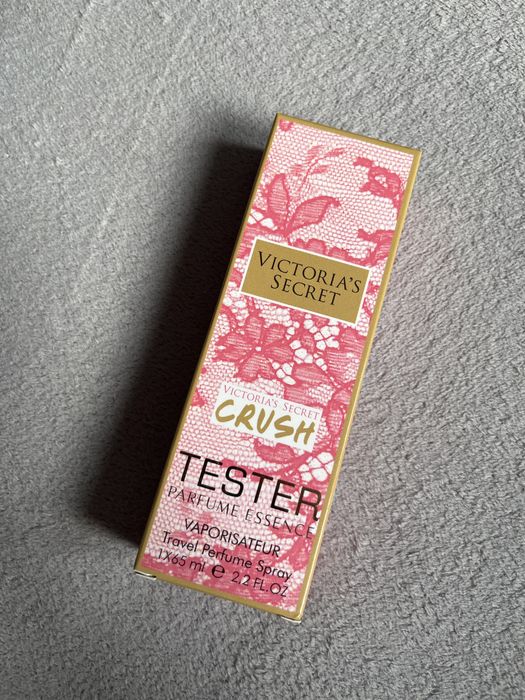 VICTORIA'S
SECRET
VICTORIA'S SECRET
CRUSH
TESTER
PARFUME ESSENCE
VAPORISATEUR
Travel Perfume Spray
1X65 ml e 2,2 FL.OZ